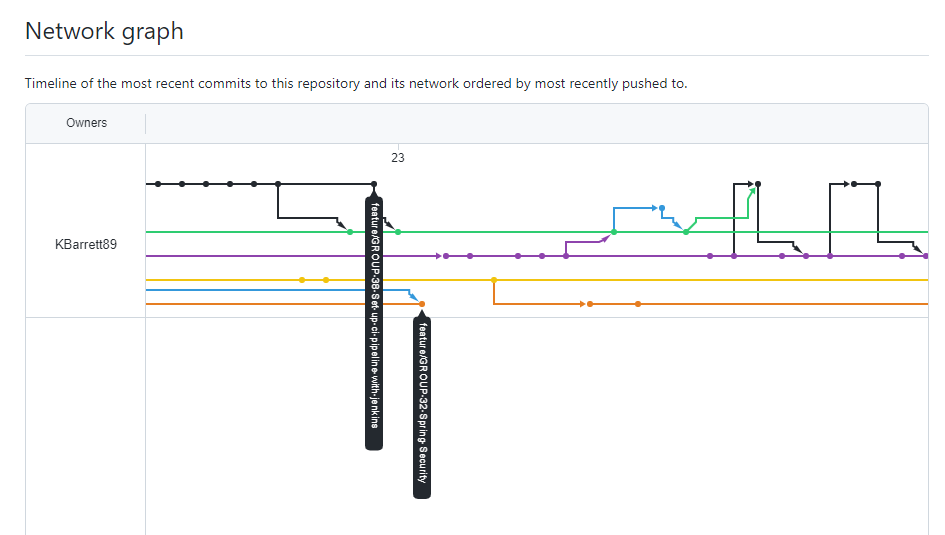 Network graph
Timeline of the most recent commits to this repository and its network ordered by most recently pushed to.
Owners
23
KBarrett89
feature/GROUP-38-Set-up-ci-pipeline-with-jenkins
feature/GROUP-32-Spring-Security